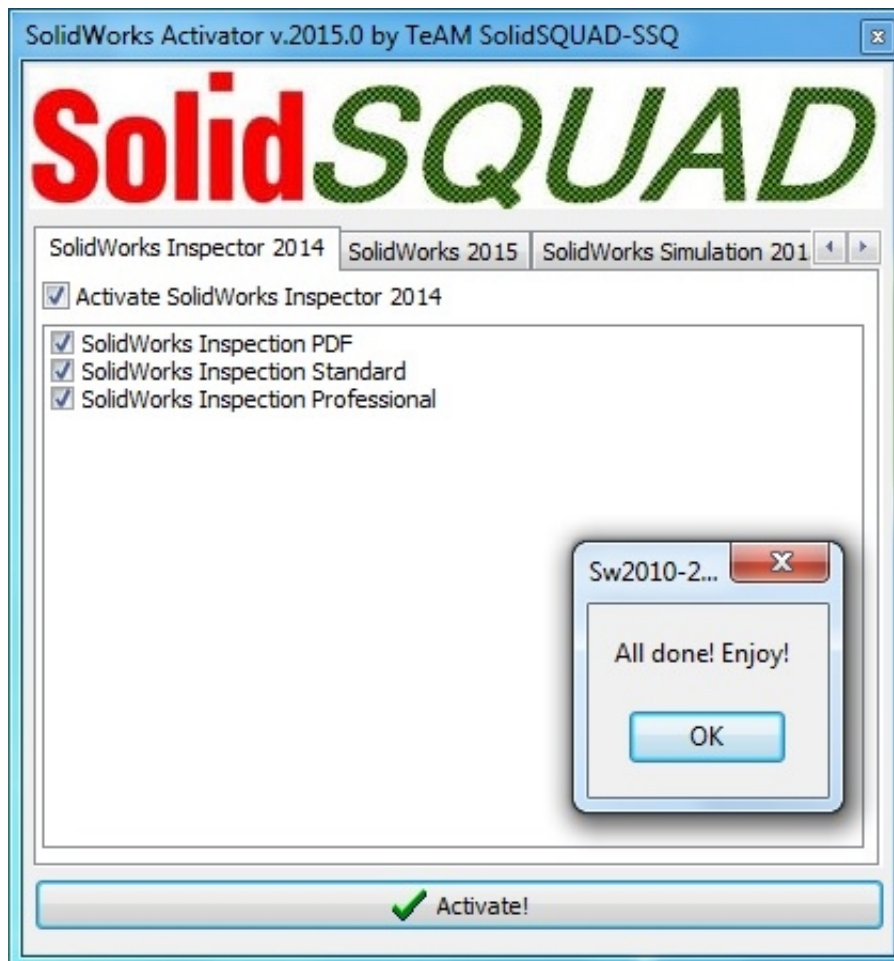 SolidWorks Activator v.2015.0 by TeAM SolidSQUAD-SSQ
SolidSQUAD
SolidWorks Inspector 2014
SolidWorks 2015
SolidWorks Simulation 201
Activate SolidWorks Inspector 2014
SolidWorks Inspection PDF
SolidWorks Inspection Standard
SolidWorks Inspection Professional
Sw2010-2...
All done! Enjoy!
OK
Activate!